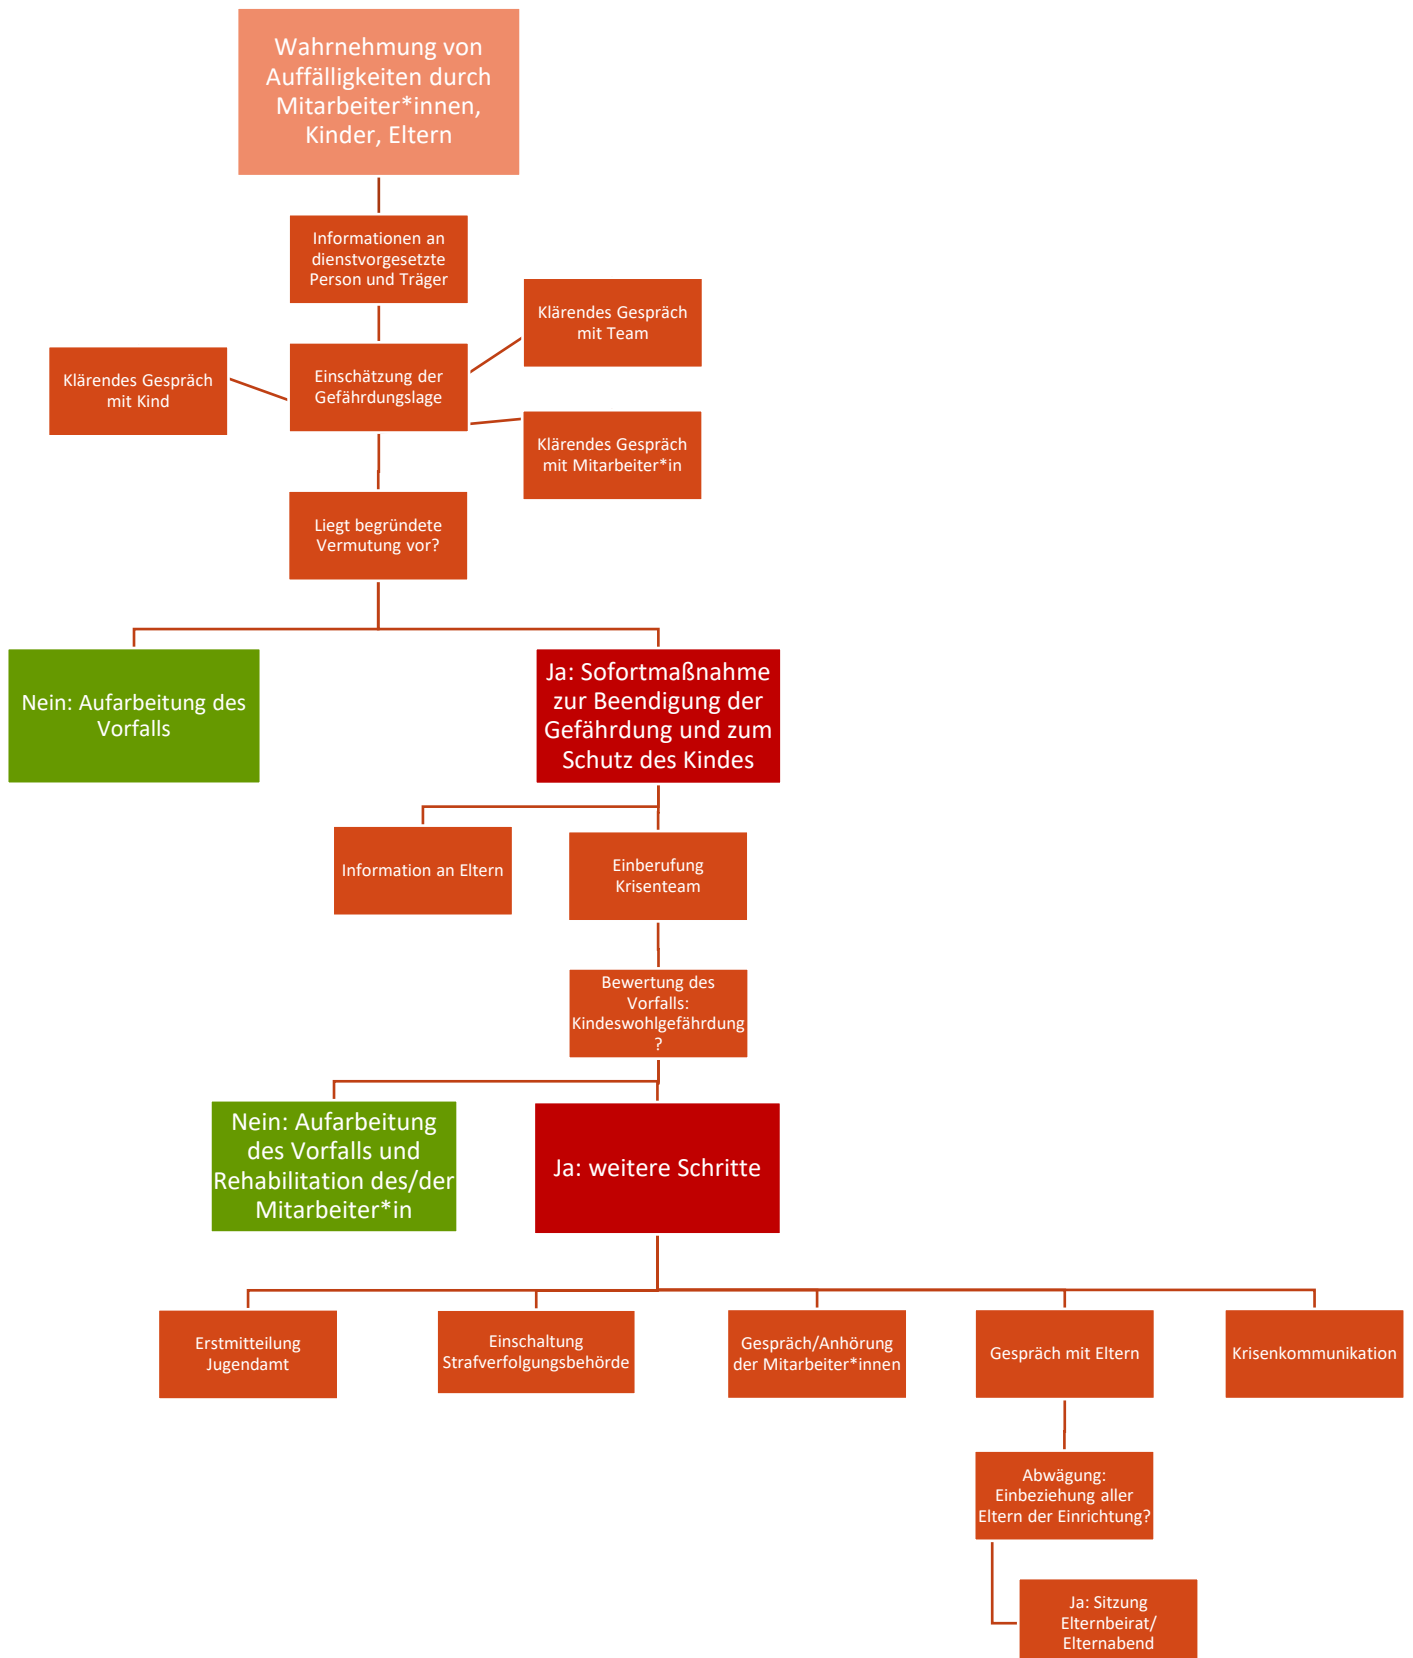 Wahrnehmung von
Auffälligkeiten durch
Mitarbeiter*innen,
Kinder, Eltern
Informationen an
dienstvorgesetzte
Person und Träger
Klärendes Gespräch
mit Team
Klärendes Gespräch
mit Kind
Einschätzung der
Gefährdungslage
Klärendes Gespräch
mit Mitarbeiter*in
Liegt begründete
Vermutung vor?
Nein: Aufarbeitung des
Vorfalls
Ja: Sofortmaßnahme
zur Beendigung der
Gefährdung und zum
Schutz des Kindes
Information an Eltern
Einberufung
Krisenteam
Bewertung des
Vorfalls:
Kindeswohlgefährdung
?
Nein: Aufarbeitung
des Vorfalls und
Rehabilitation des/der
Mitarbeiter*in
Ja: weitere Schritte
Erstmitteilung
Jugendamt
Einschaltung
Strafverfolgungsbehörde
Gespräch/Anhörung
der Mitarbeiter*innen
Gespräch mit Eltern
Krisenkommunikation
Abwägung:
Einbeziehung aller
Eltern der Einrichtung?
Ja: Sitzung
Elternbeirat/
Elternabend